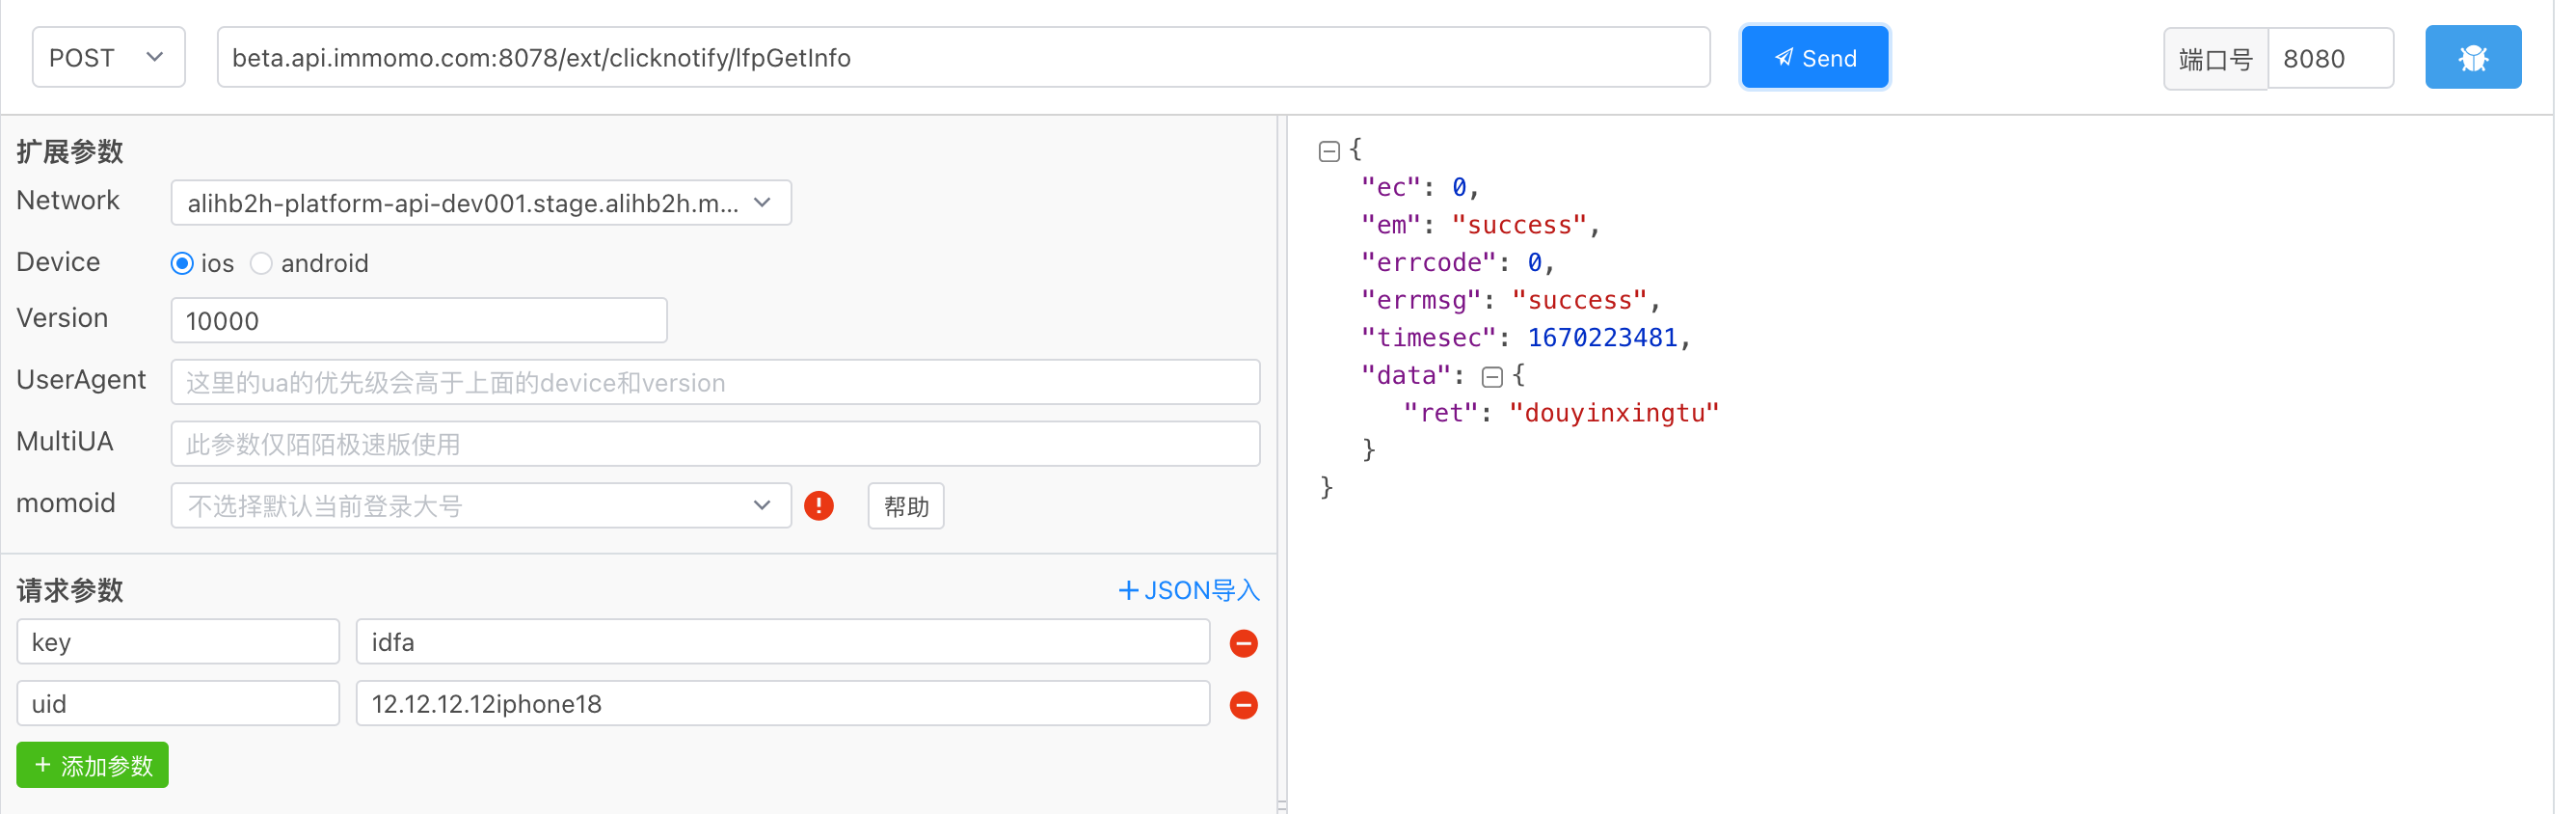 POST
beta.api.immomo.com:8078/ext/clicknotify/lfpGetInfo
Send
端口号 8080
扩展参数
Network alihb2h-platform-api-dev001.stage.alihb2h.m...
Device ios android
Version 10000
UserAgent 这里的ua的优先级会高于上面的device和version
MultiUA 此参数仅陌陌极速版使用
momoid 不选择默认当前登录大号 帮助
请求参数 +JSON导入
key idfa
uid 12.12.12.12iphone18
+ 添加参数
{
"ec": 0,
"em": "success",
"errcode": 0,
"errmsg": "success",
"timesec": 1670223481,
"data": {
"ret": "douyinxingtu"
}
}